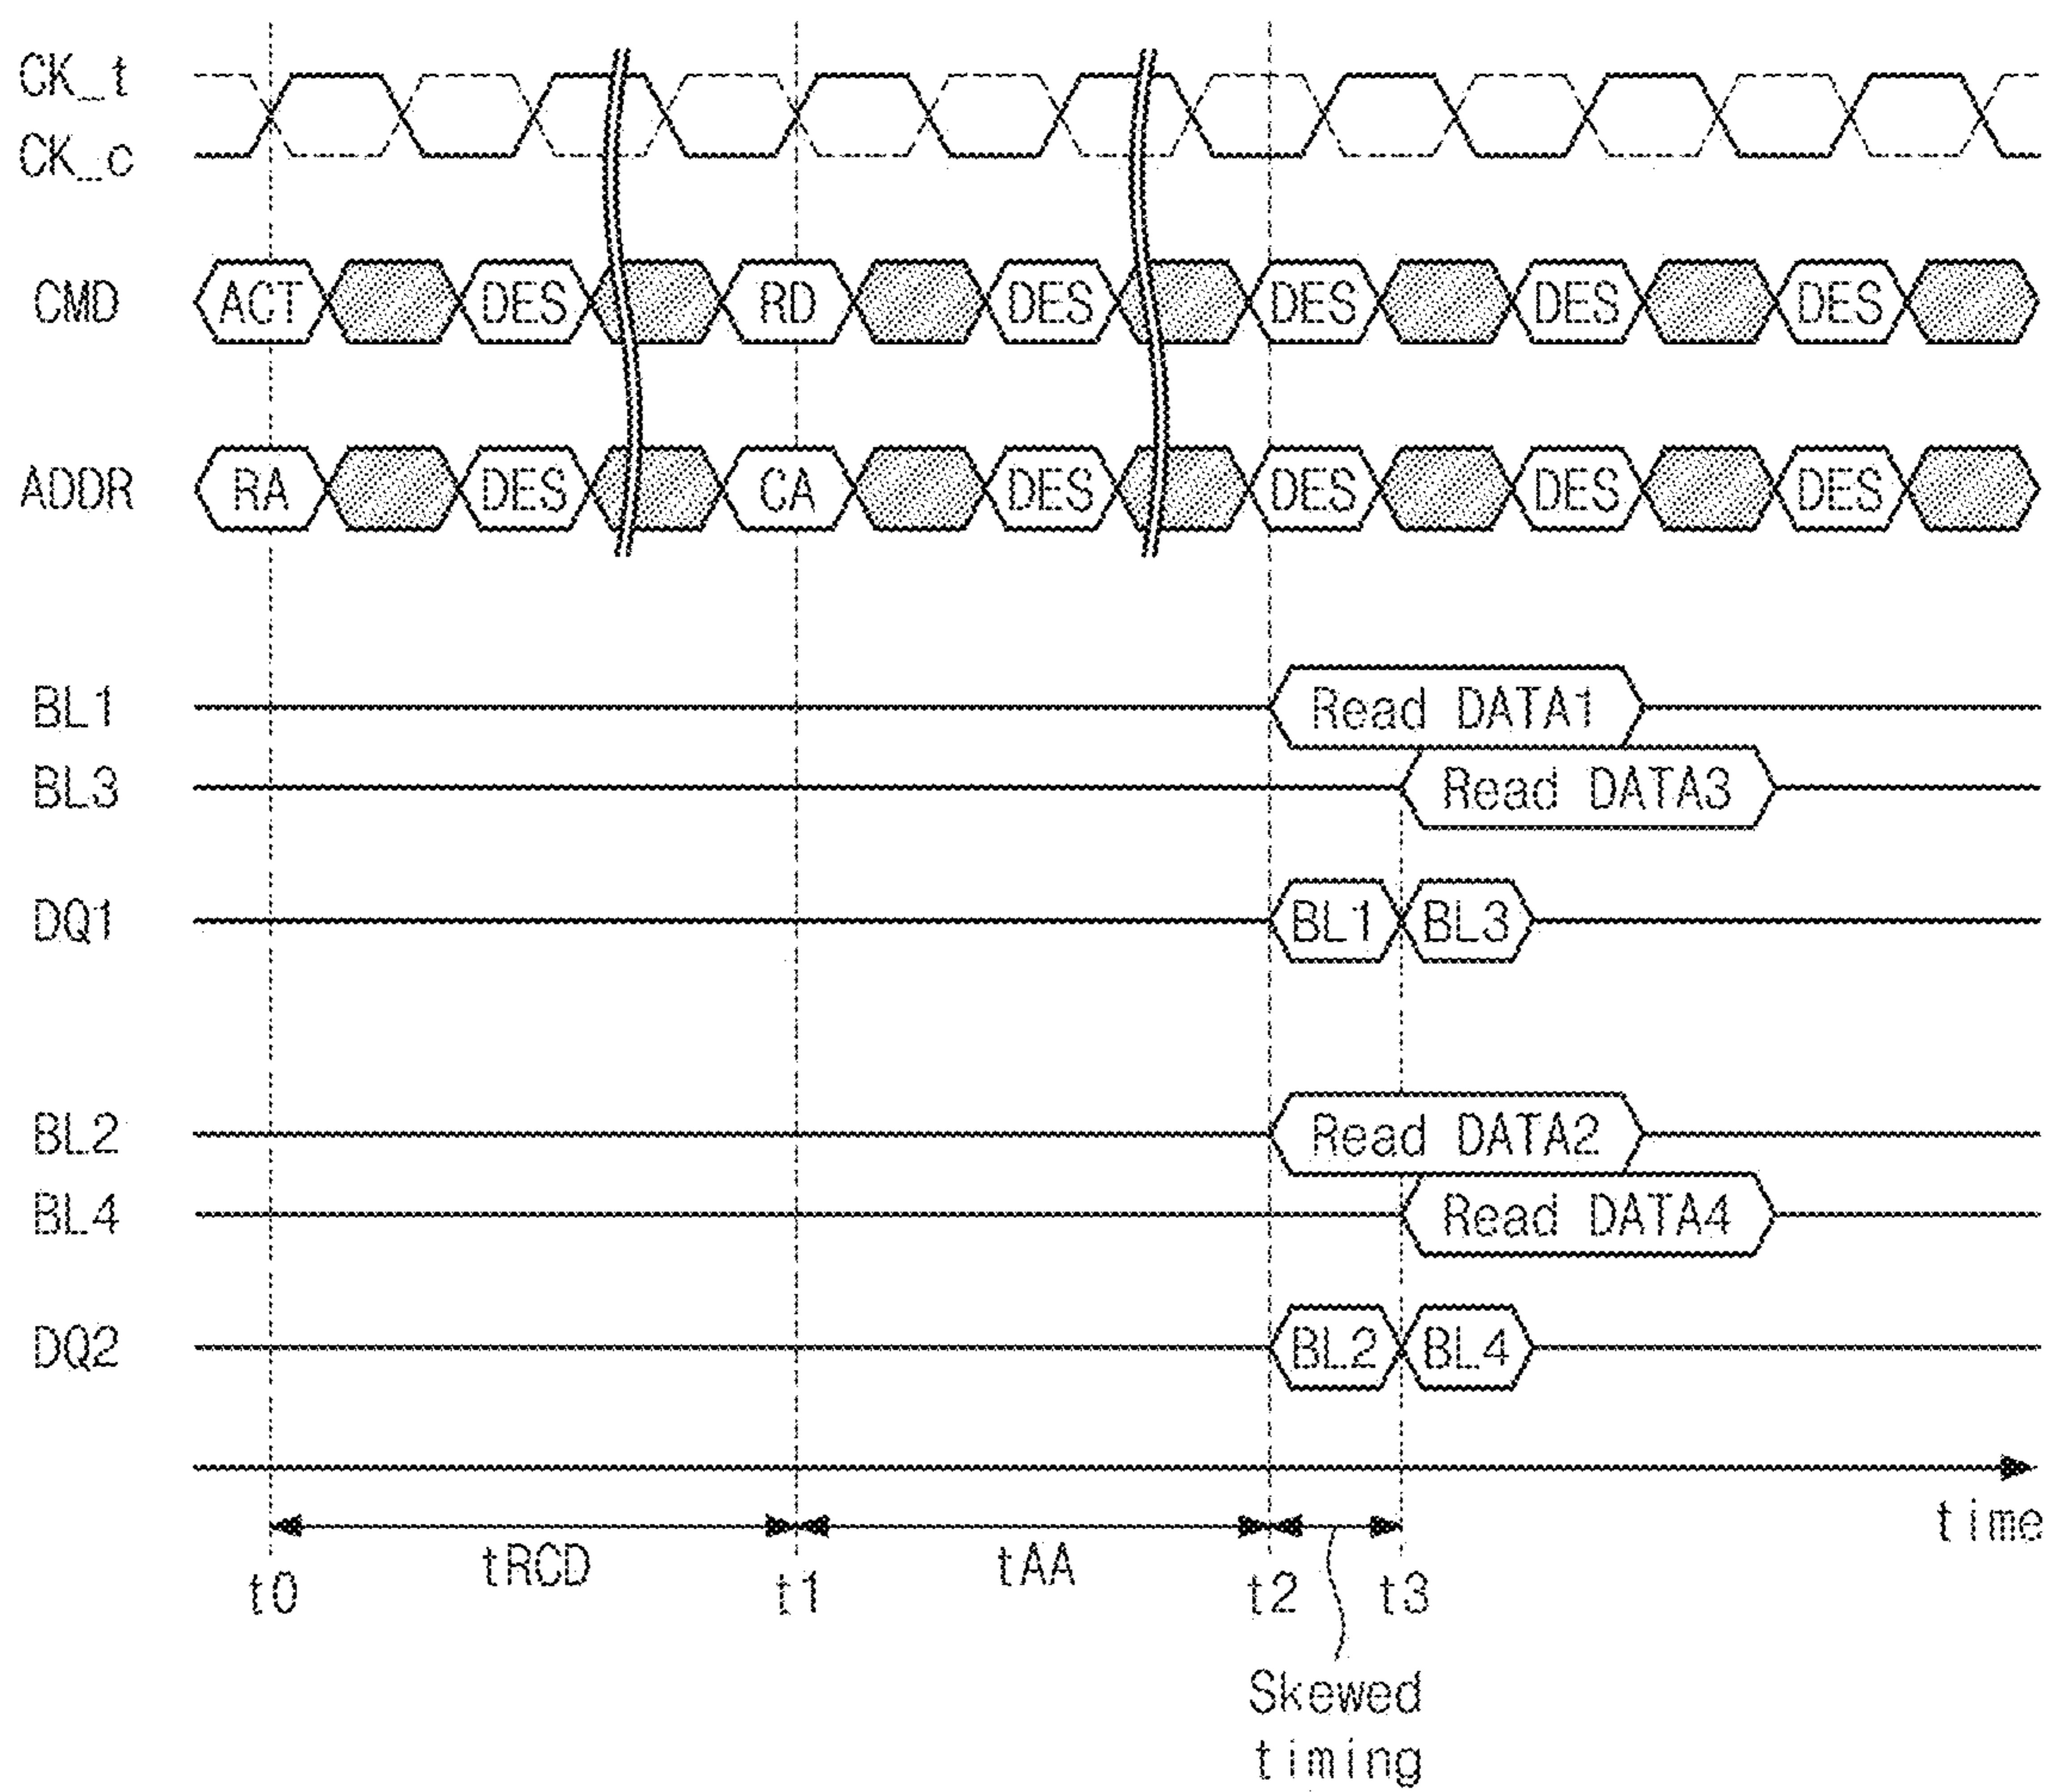 CK_t
CK_c
CMD ACT DES RD DES DES DES DES
ADDR RA DES CA DES DES DES DES
BL1 Read DATA1
BL3 Read DATA3
DQ1 BL1 BL3
BL2 Read DATA2
BL4 Read DATA4
DQ2 BL2 BL4
time
tRCD tAA
t0 t1 t2 t3
Skewed
timing